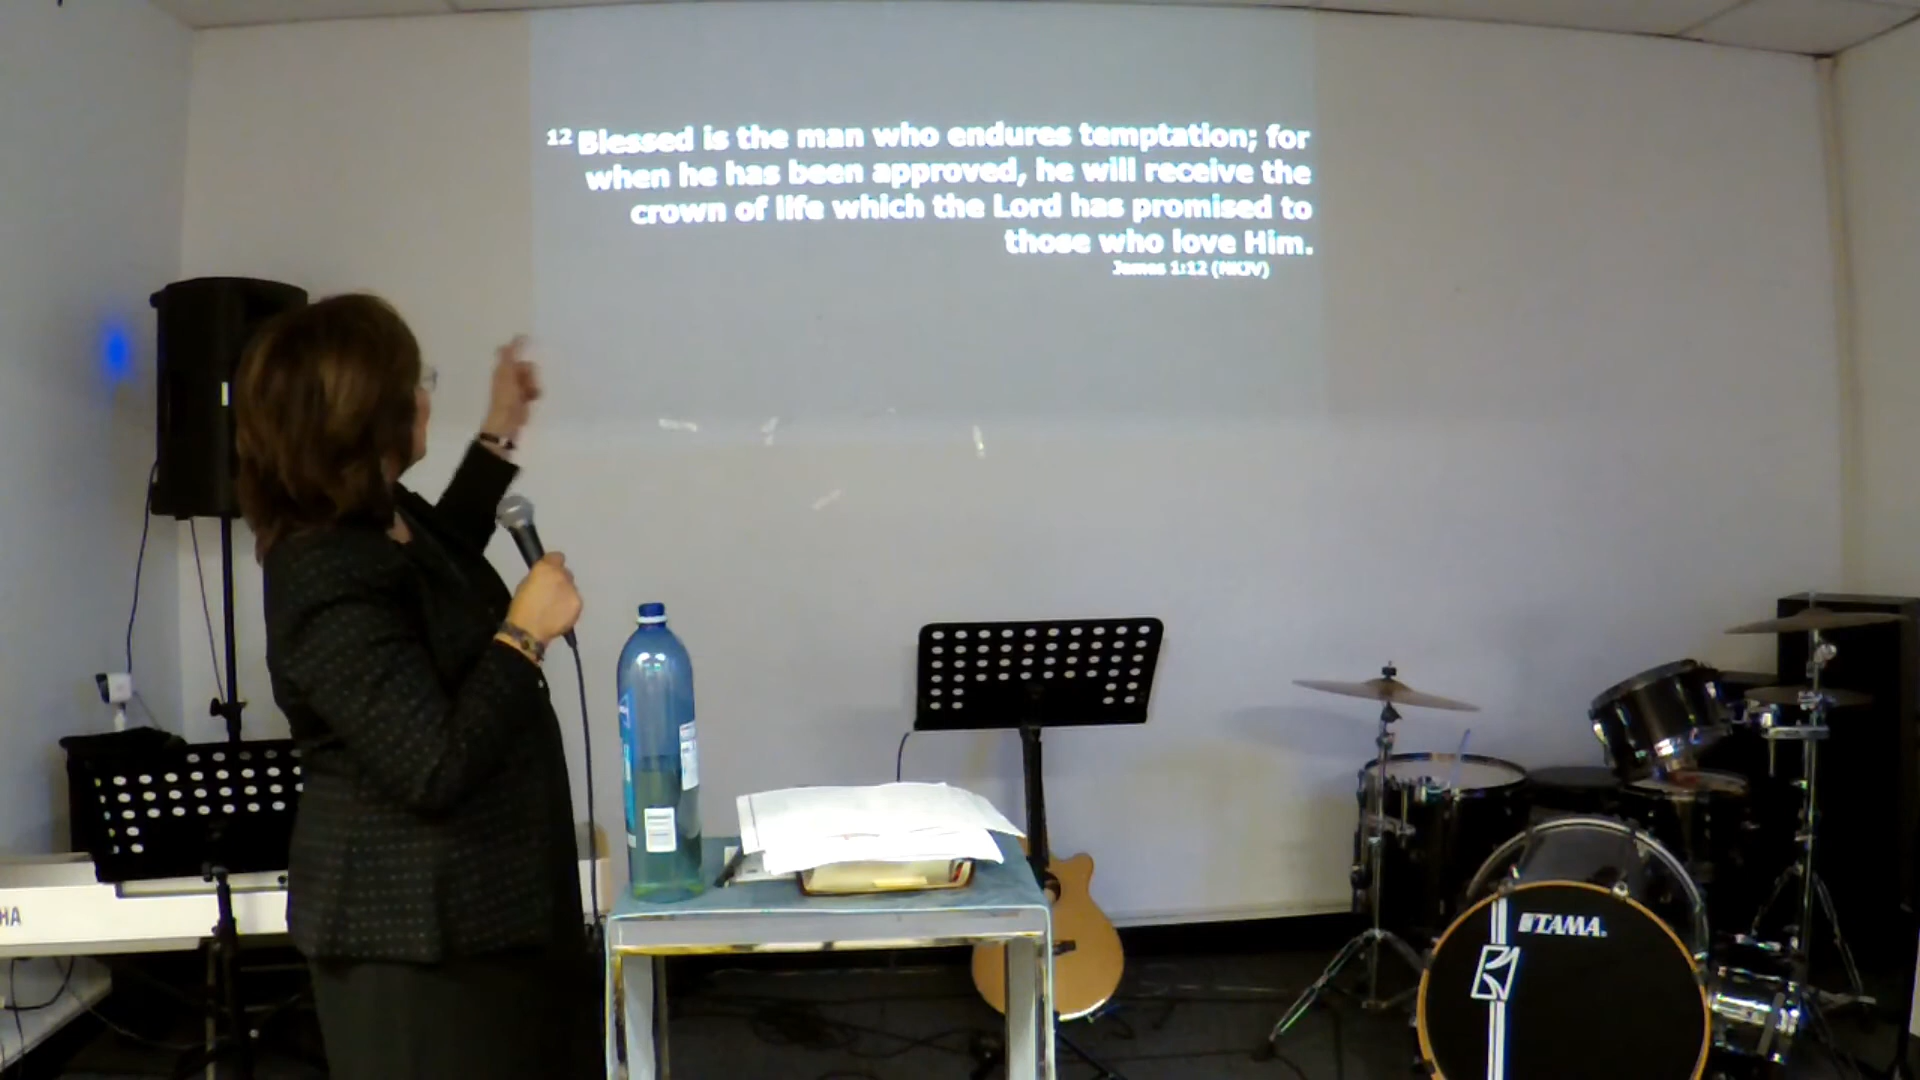 12 Blessed is the man who endures temptation; for
when he has been approved, he will receive the
crown of life which the Lord has promised to
those who love Him.
James 1:12 (NKJV)
TAMA
HA